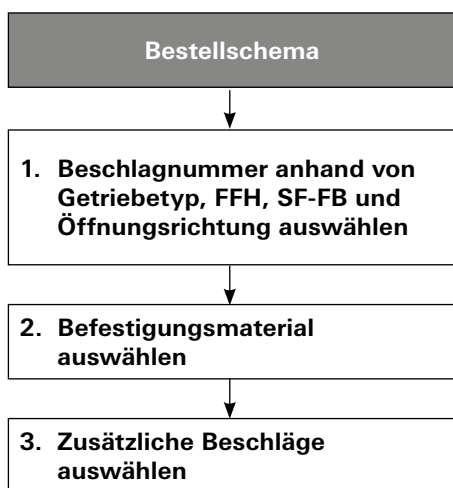 Bestellschema
1. Beschlagnummer anhand von
Getriebetyp, FFH, SF-FB und
Öffnungsrichtung auswählen
2. Befestigungsmaterial
auswählen
3. Zusätzliche Beschläge
auswählen